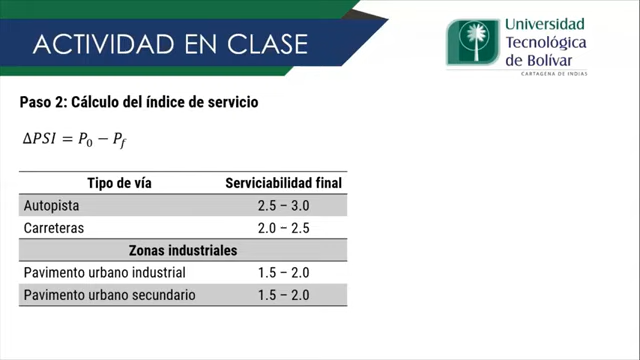 ACTIVIDAD EN CLASE
Universidad
Tecnológica
de Bolívar
CARTAGENA DE INDIAS
Paso 2: Cálculo del índice de servicio
ΔPSI = P₀ − P_f
Tipo de vía Serviciabilidad final
Autopista 2.5 – 3.0
Carreteras 2.0 – 2.5
Zonas industriales
Pavimento urbano industrial 1.5 – 2.0
Pavimento urbano secundario 1.5 – 2.0